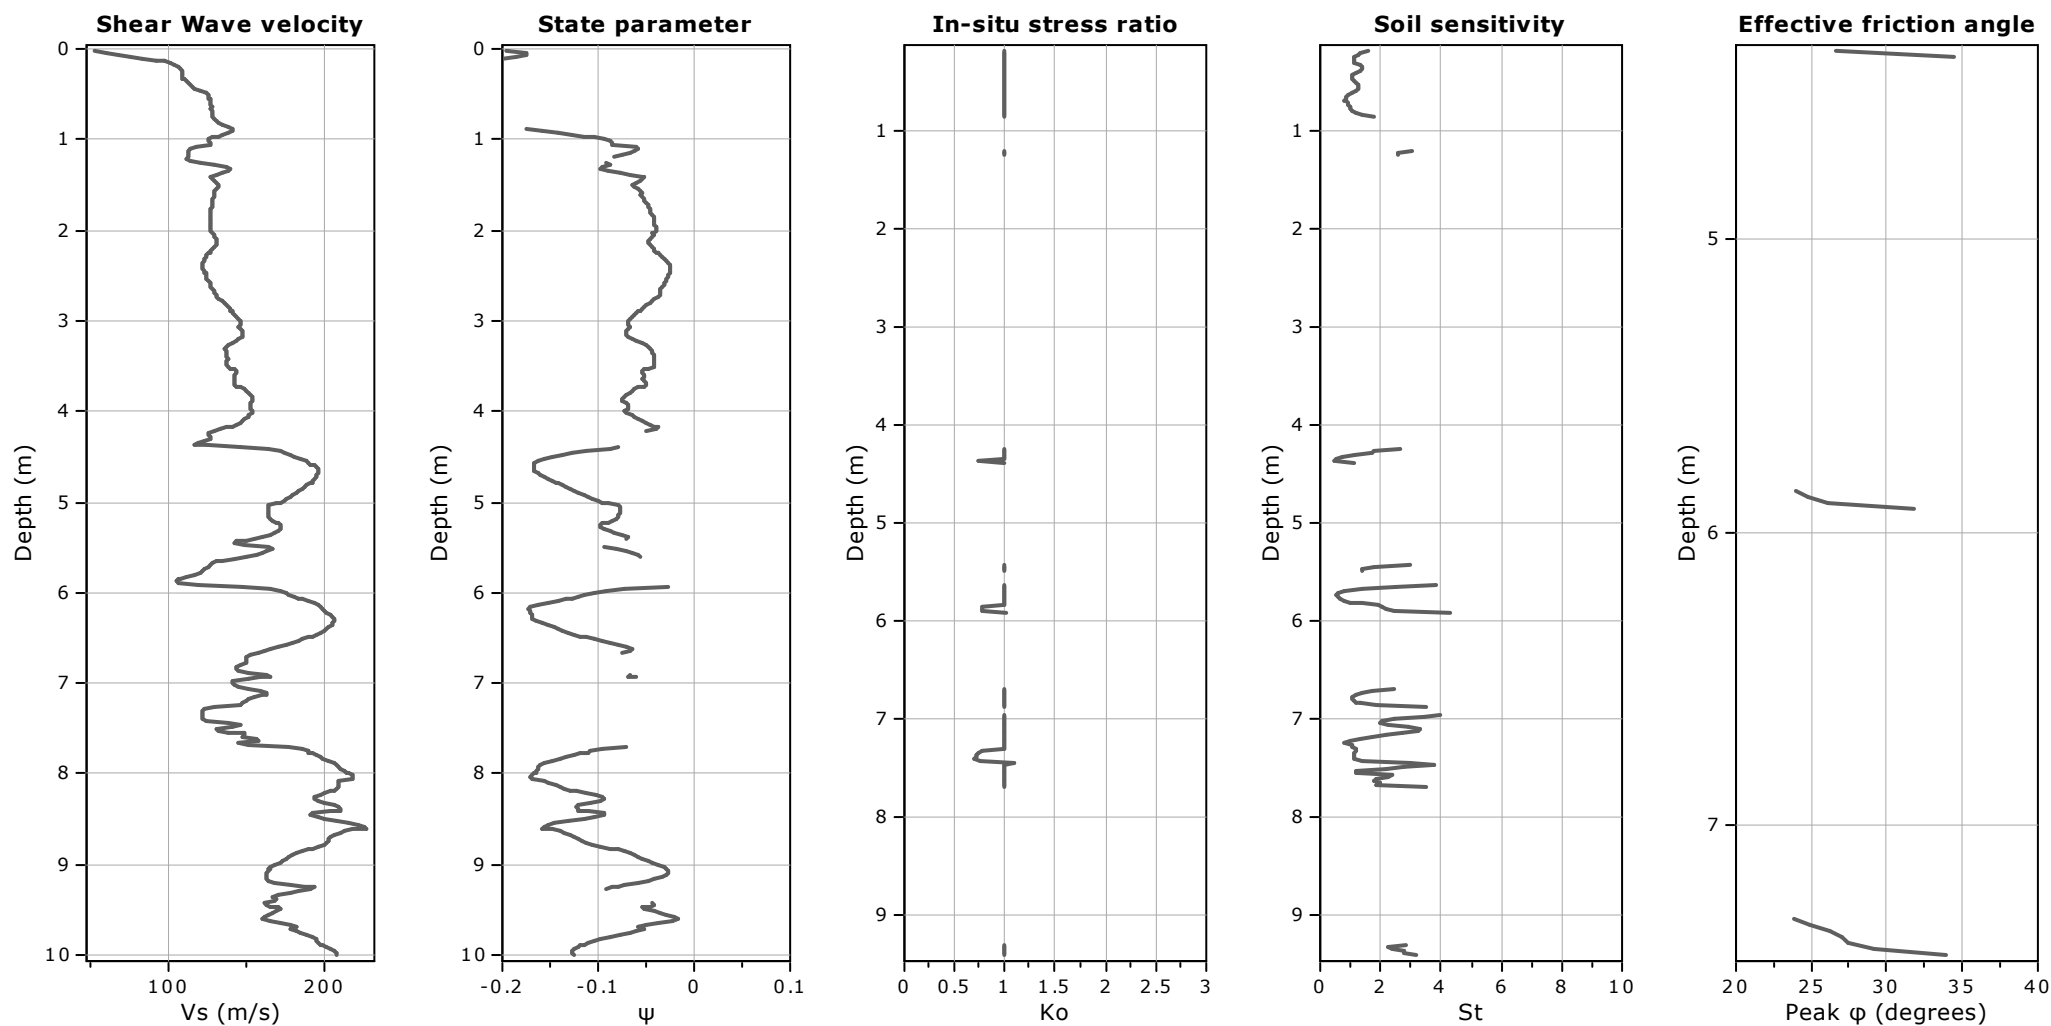 Shear Wave velocity
0
1
2
3
4
5
6
7
8
9
10
Depth (m)
100 200
Vs (m/s)
State parameter
0
1
2
3
4
5
6
7
8
9
10
Depth (m)
-0.2 -0.1 0 0.1
ψ
In-situ stress ratio
1
2
3
4
5
6
7
8
9
Depth (m)
0 0.5 1 1.5 2 2.5 3
Ko
Soil sensitivity
1
2
3
4
5
6
7
8
9
Depth (m)
0 2 4 6 8 10
St
Effective friction angle
5
6
7
Depth (m)
20 25 30 35 40
Peak φ (degrees)